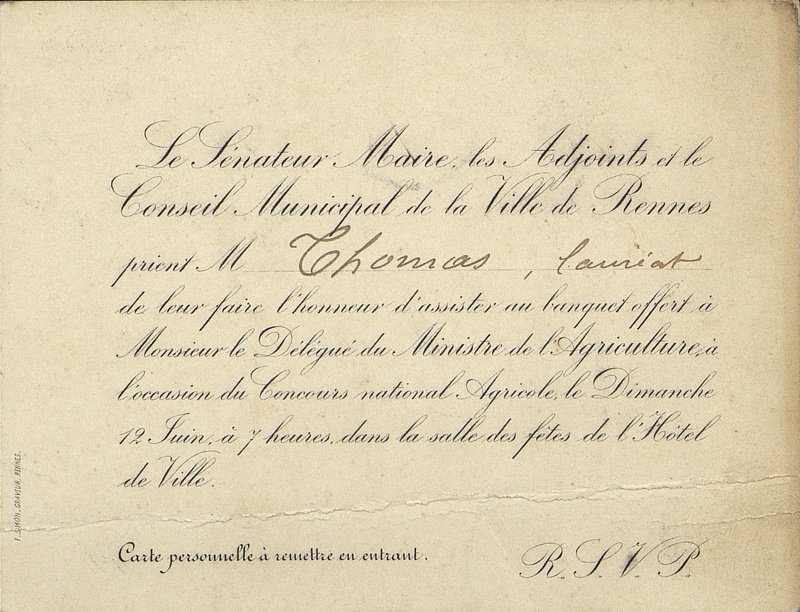 Le Sénateur Maire, les Adjoints et le
Conseil Municipal de la Ville de Rennes
prient M Thomas, lauréat
de leur faire l'honneur d'assister au banquet offert à
Monsieur le Délégué du Ministre de l'Agriculture, à
l'occasion du Concours national Agricole, le Dimanche
12 Juin, à 7 heures, dans la salle des fêtes de l'Hôtel
de Ville.
Carte personnelle à remettre en entrant.
R. S. V. P.
F. SIMON, GRAVEUR, RENNES.